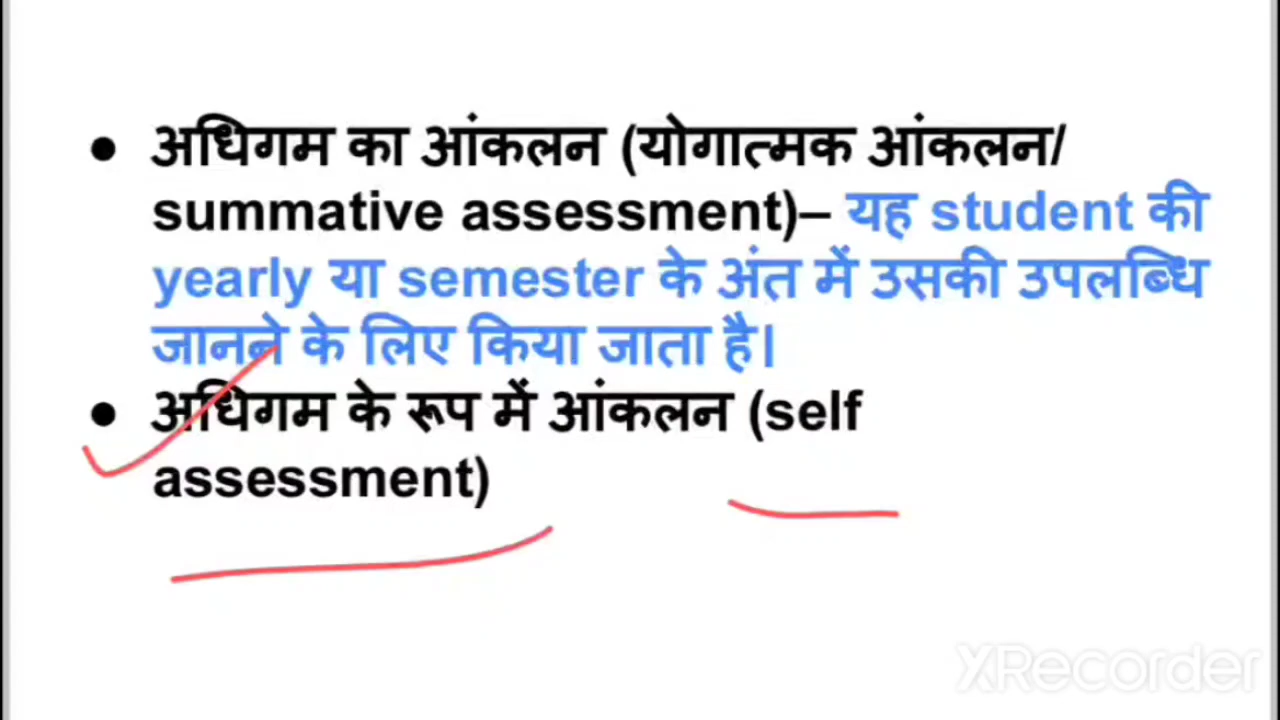 ● अधिगम का आंकलन (योगात्मक आंकलन/
summative assessment)– यह student की
yearly या semester के अंत में उसकी उपलब्धि
जानने के लिए किया जाता है।
● अधिगम के रूप में आंकलन (self
assessment)
XRecorder